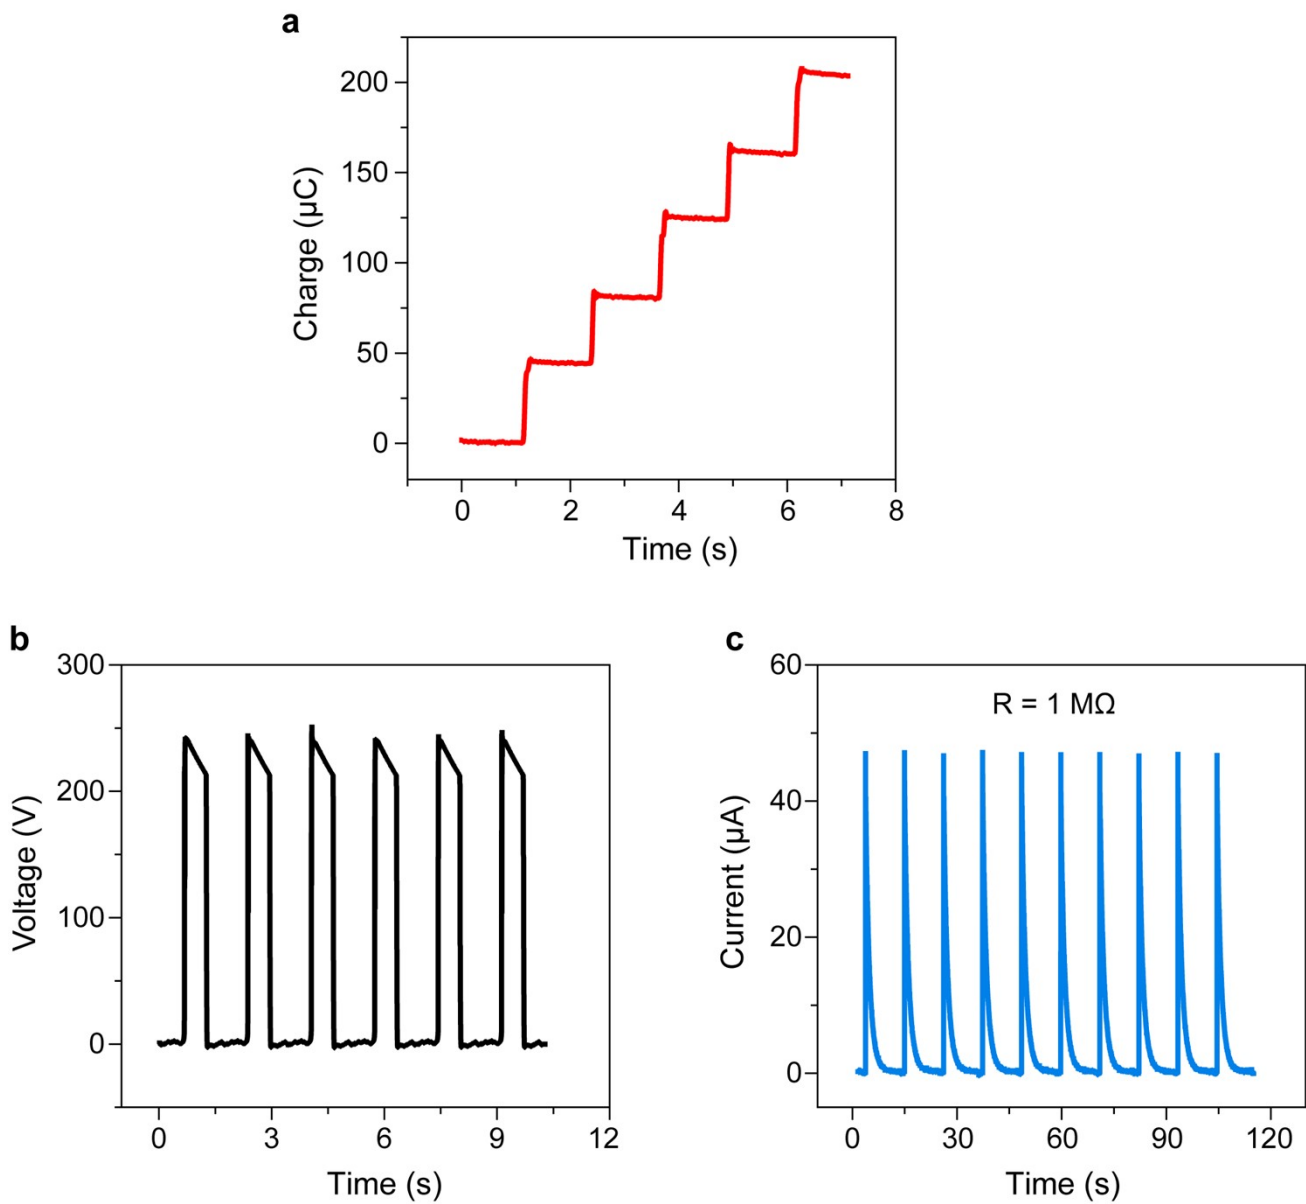 a
200
150
100
50
0
Charge (µC)
0 2 4 6 8
Time (s)
b
300
200
100
0
Voltage (V)
0 3 6 9 12
Time (s)
c
60
40
20
0
Current (µA)
R = 1 MΩ
0 30 60 90 120
Time (s)